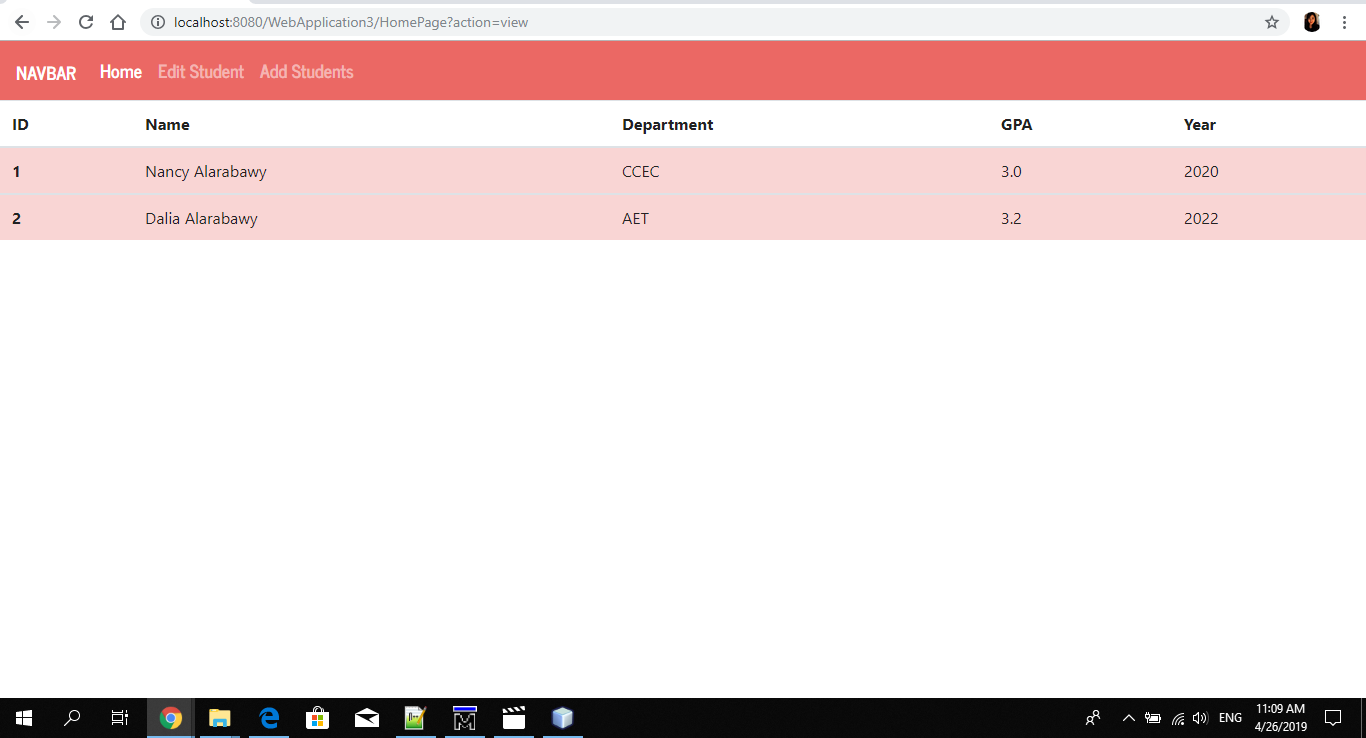 localhost:8080/WebApplication3/HomePage?action=view
NAVBAR Home Edit Student Add Students
ID Name Department GPA Year
1 Nancy Alarabawy CCEC 3.0 2020
2 Dalia Alarabawy AET 3.2 2022
ENG 11:09 AM
4/26/2019